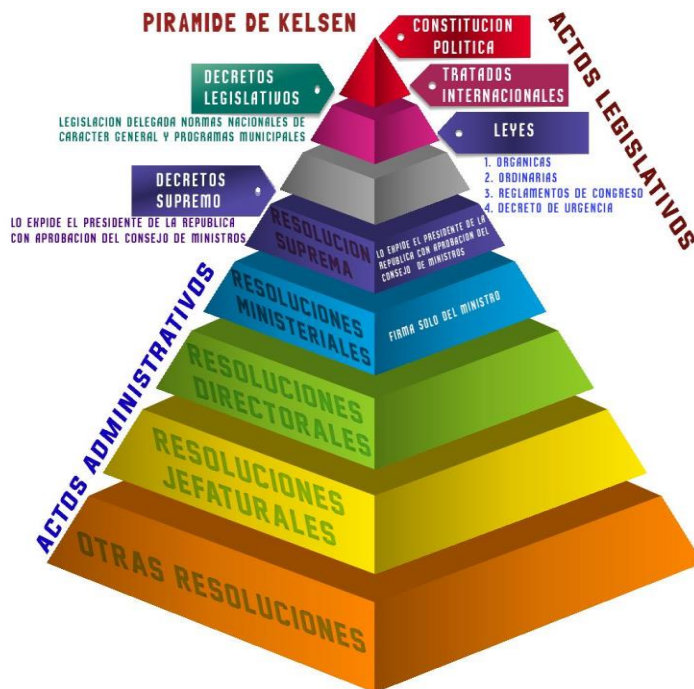 PIRAMIDE DE KELSEN
CONSTITUCION
POLITICA
ACTOS LEGISLATIVOS
DECRETOS
LEGISLATIVOS
TRATADOS
INTERNACIONALES
LEGISLACION DELEGADA NORMAS NACIONALES DE
CARACTER GENERAL Y PROGRAMAS MUNICIPALES
LEYES
1. ORGANICAS
2. ORDINARIAS
3. REGLAMENTOS DE CONGRESO
4. DECRETO DE URGENCIA
DECRETOS
SUPREMO
LO EXPIDE EL PRESIDENTE DE LA REPUBLICA
CON APROBACION DEL CONSEJO DE MINISTROS
RESOLUCION
SUPREMA
LO EXPIDE EL PRESIDENTE DE LA
REPUBLICA CON APROBACION DEL
CONSEJO DE MINISTROS
ACTOS ADMINISTRATIVOS
RESOLUCIONES
MINISTERIALES
FIRMA SOLO DEL MINISTRO
RESOLUCIONES
DIRECTORALES
RESOLUCIONES
JEFATURALES
OTRAS RESOLUCIONES